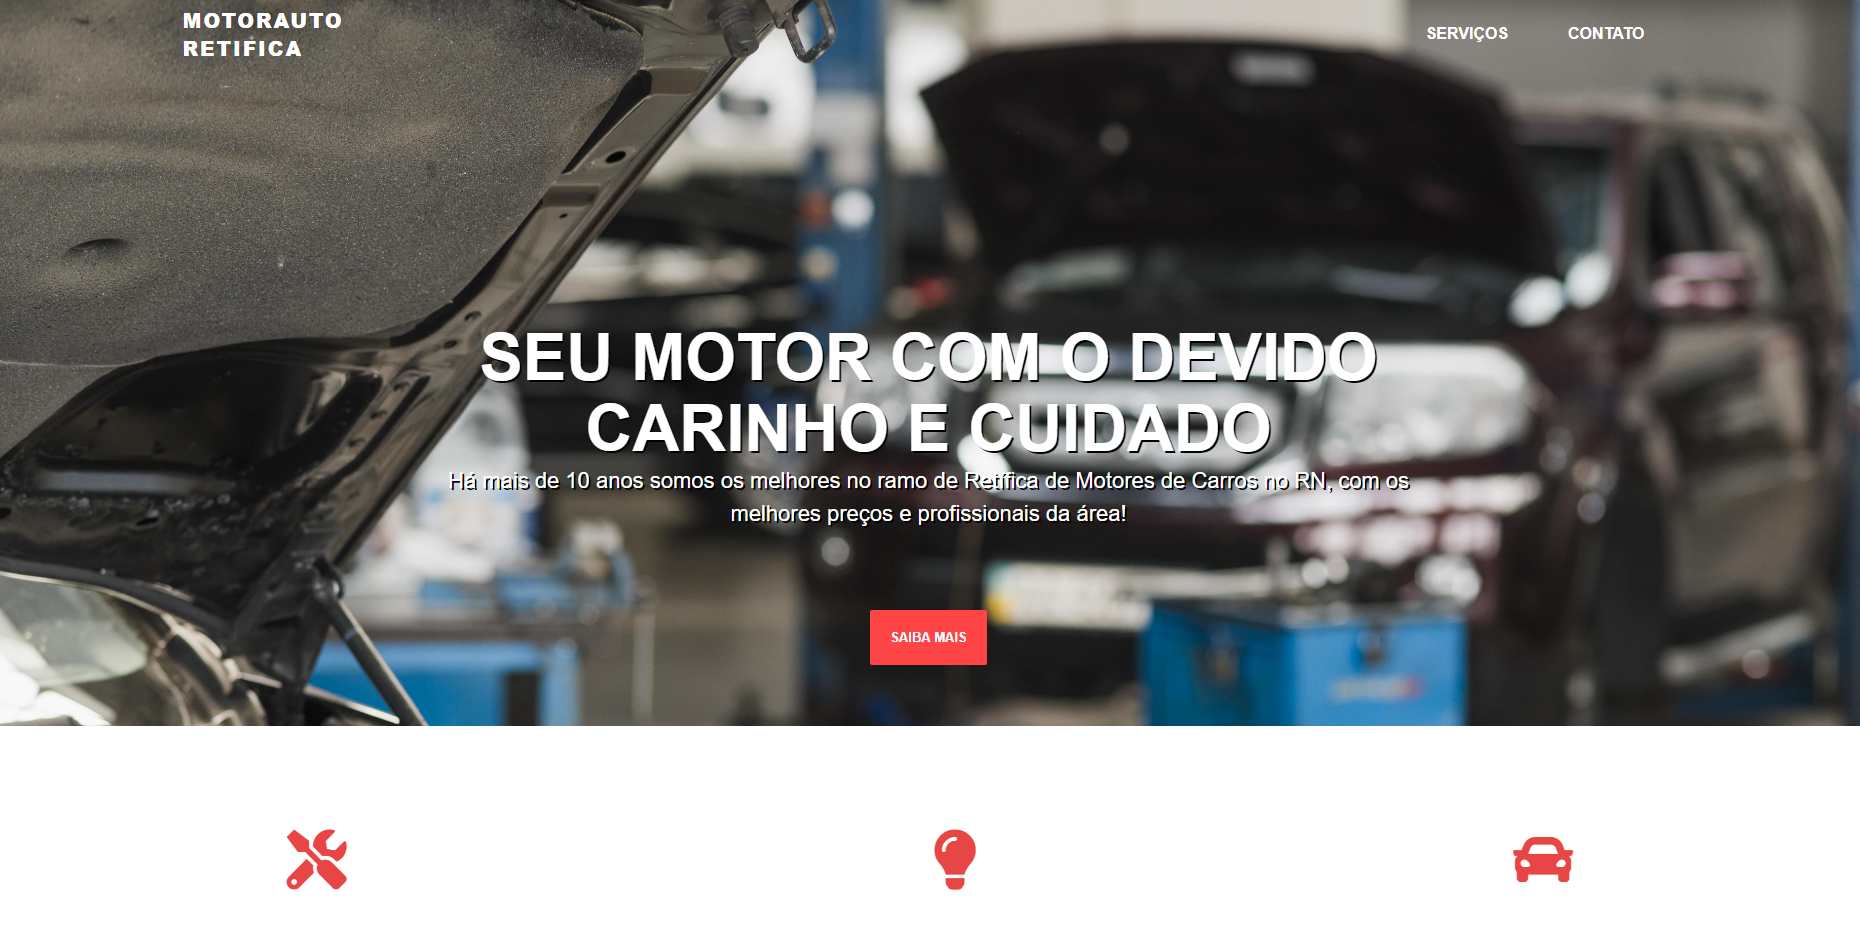 MOTORAUTO
RETIFICA
SERVIÇOS
CONTATO
SEU MOTOR COM O DEVIDO
CARINHO E CUIDADO
Há mais de 10 anos somos os melhores no ramo de Retífica de Motores de Carros no RN, com os
melhores preços e profissionais da área!
SAIBA MAIS